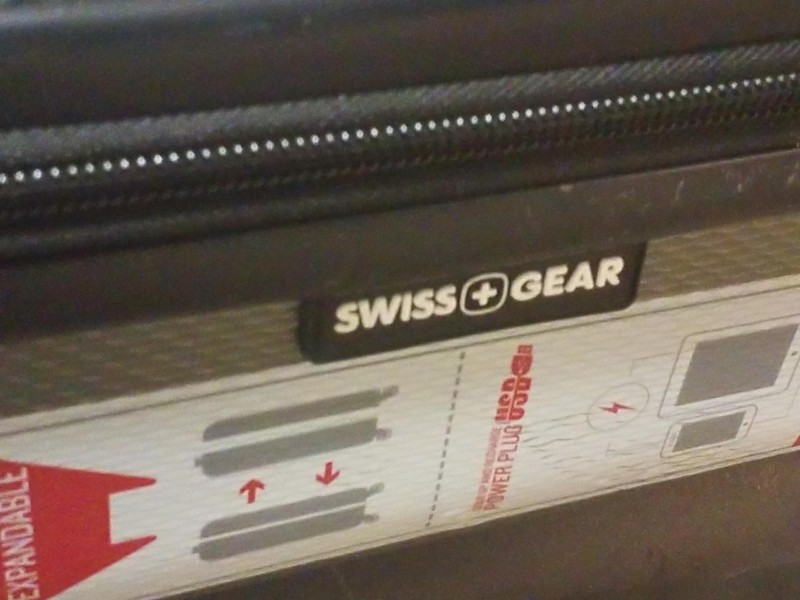 SWISS GEAR
EXPANDABLE
POWER PLUG
USB